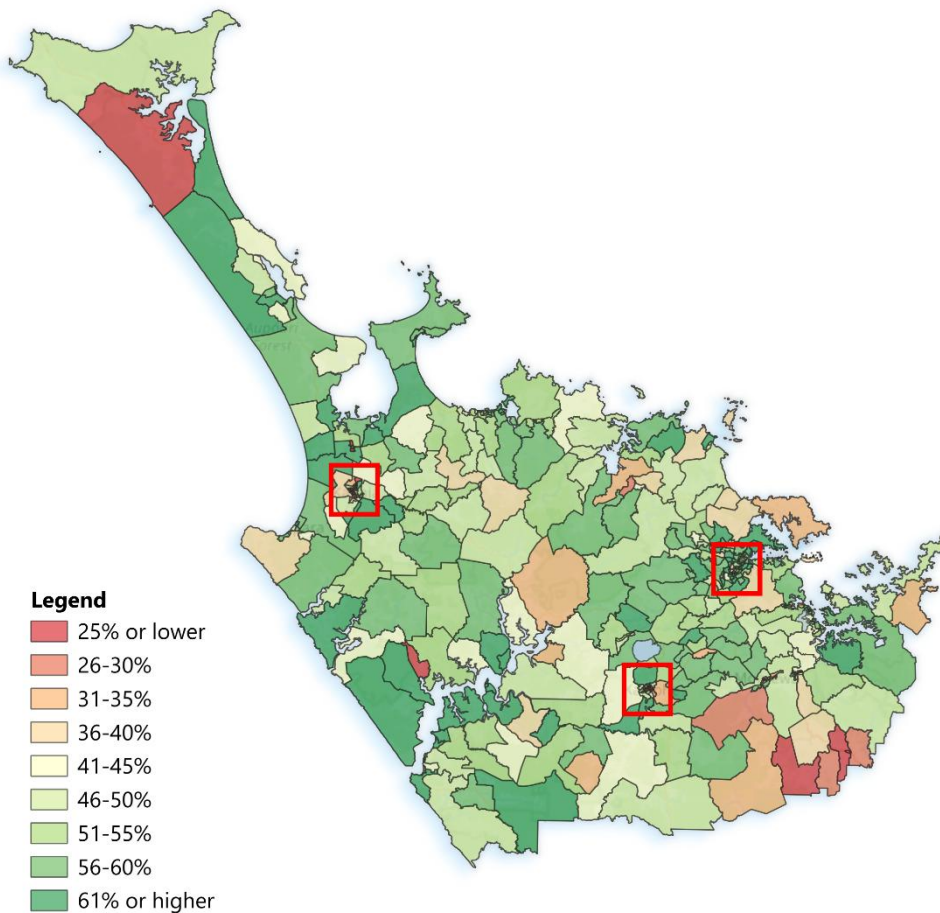 Legend
25% or lower
26-30%
31-35%
36-40%
41-45%
46-50%
51-55%
56-60%
61% or higher